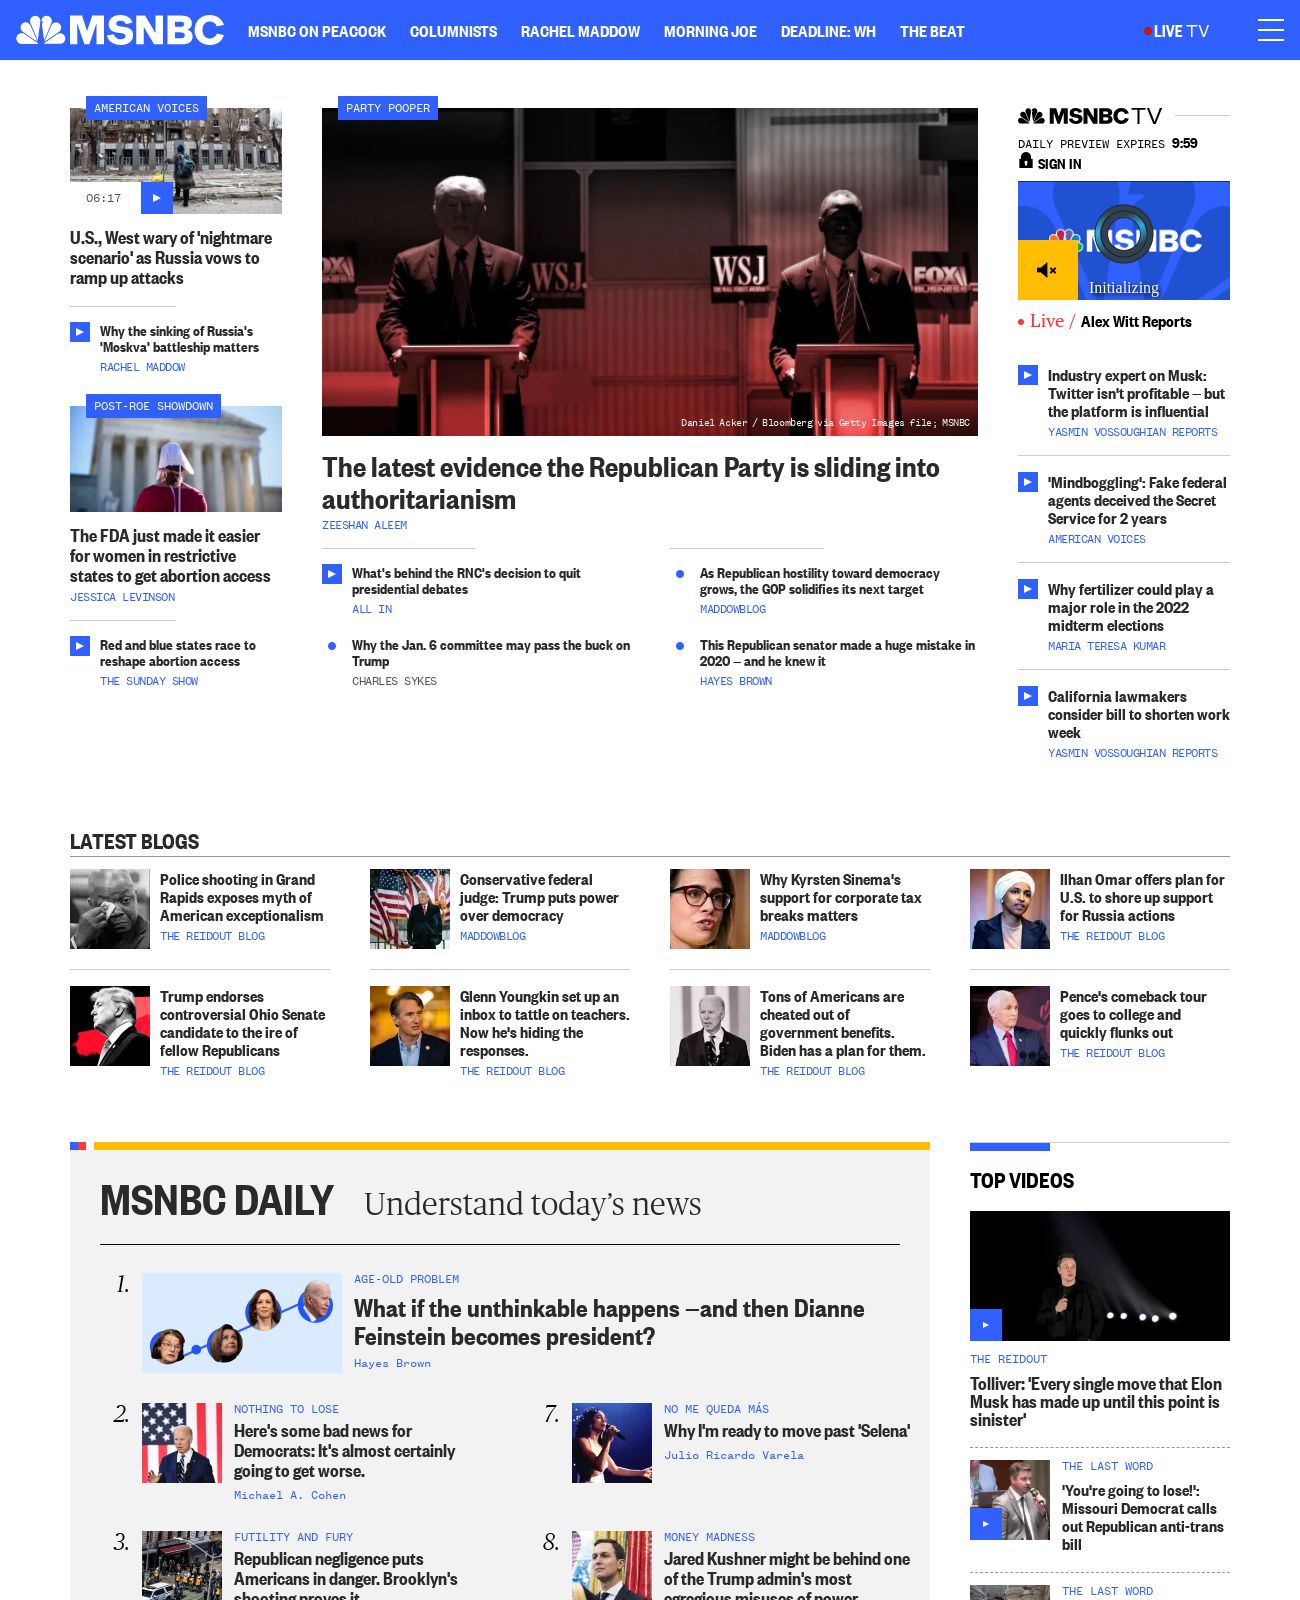 MSNBC
MSNBC ON PEACOCK
COLUMNISTS
RACHEL MADDOW
MORNING JOE
DEADLINE: WH
THE BEAT
LIVE TV
AMERICAN VOICES
06:17
U.S., West wary of 'nightmare
scenario' as Russia vows to
ramp up attacks
Why the sinking of Russia's
'Moskva' battleship matters
RACHEL MADDOW
POST-ROE SHOWDOWN
The FDA just made it easier
for women in restrictive
states to get abortion access
JESSICA LEVINSON
Red and blue states race to
reshape abortion access
THE SUNDAY SHOW
PARTY POOPER
WSJ
WSJ
FOX
Daniel Acker / Bloomberg via Getty Images file; MSNBC
The latest evidence the Republican Party is sliding into
authoritarianism
ZEESHAN ALEEM
What's behind the RNC's decision to quit
presidential debates
ALL IN
Why the Jan. 6 committee may pass the buck on
Trump
CHARLES SYKES
As Republican hostility toward democracy
grows, the GOP solidifies its next target
MADDOWBLOG
This Republican senator made a huge mistake in
2020 — and he knew it
HAYES BROWN
MSNBC TV
DAILY PREVIEW EXPIRES 9:59
SIGN IN
MSNBC
Initializing
Live / Alex Witt Reports
Industry expert on Musk:
Twitter isn't profitable — but
the platform is influential
YASMIN VOSSOUGHIAN REPORTS
'Mindboggling': Fake federal
agents deceived the Secret
Service for 2 years
AMERICAN VOICES
Why fertilizer could play a
major role in the 2022
midterm elections
MARIA TERESA KUMAR
California lawmakers
consider bill to shorten work
week
YASMIN VOSSOUGHIAN REPORTS
LATEST BLOGS
Police shooting in Grand
Rapids exposes myth of
American exceptionalism
THE REIDOUT BLOG
Conservative federal
judge: Trump puts power
over democracy
MADDOWBLOG
Why Kyrsten Sinema's
support for corporate tax
breaks matters
MADDOWBLOG
Ilhan Omar offers plan for
U.S. to shore up support
for Russia actions
THE REIDOUT BLOG
Trump endorses
controversial Ohio Senate
candidate to the ire of
fellow Republicans
THE REIDOUT BLOG
Glenn Youngkin set up an
inbox to tattle on teachers.
Now he's hiding the
responses.
THE REIDOUT BLOG
Tons of Americans are
cheated out of
government benefits.
Biden has a plan for them.
THE REIDOUT BLOG
Pence's comeback tour
goes to college and
quickly flunks out
THE REIDOUT BLOG
MSNBC DAILY
Understand today's news
1.
AGE-OLD PROBLEM
What if the unthinkable happens —and then Dianne
Feinstein becomes president?
Hayes Brown
2.
NOTHING TO LOSE
Here's some bad news for
Democrats: It's almost certainly
going to get worse.
Michael A. Cohen
3.
FUTILITY AND FURY
Republican negligence puts
Americans in danger. Brooklyn's
shooting proves it.
7.
NO ME QUEDA MÁS
Why I'm ready to move past 'Selena'
Julio Ricardo Varela
8.
MONEY MADNESS
Jared Kushner might be behind one
of the Trump admin's most
egregious misuses of power
TOP VIDEOS
THE REIDOUT
Tolliver: 'Every single move that Elon
Musk has made up until this point is
sinister'
THE LAST WORD
'You're going to lose!':
Missouri Democrat calls
out Republican anti-trans
bill
THE LAST WORD